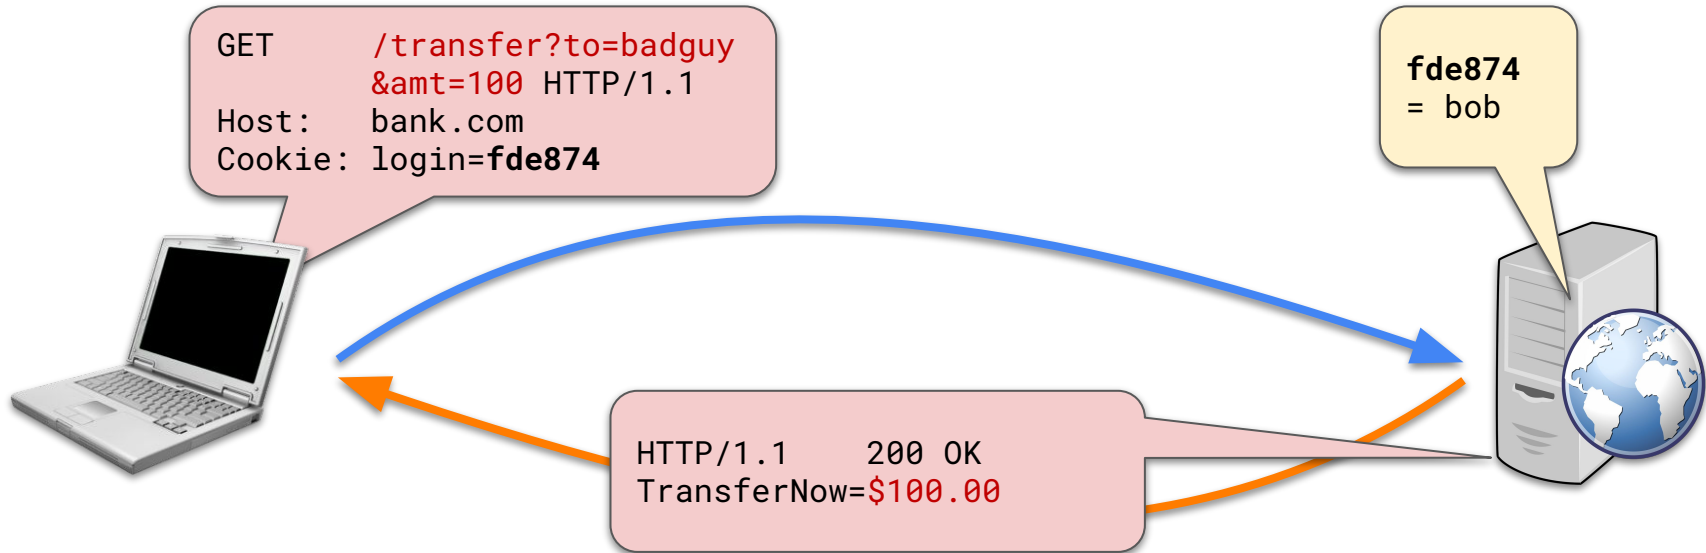 GET /transfer?to=badguy
&amt=100 HTTP/1.1
Host: bank.com
Cookie: login=fde874
fde874
= bob
HTTP/1.1 200 OK
TransferNow=$100.00